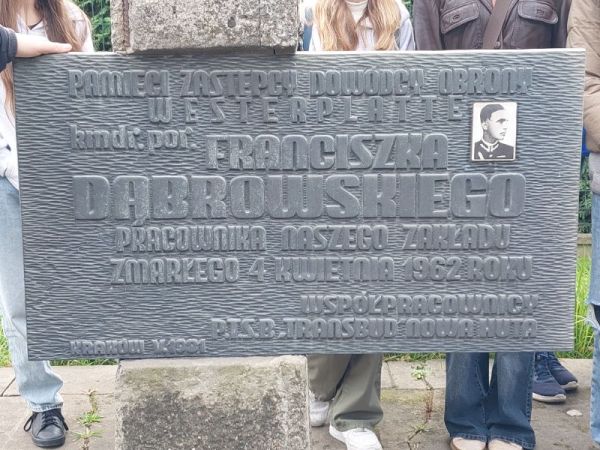 PAMIĘCI ZASTĘPCY DOWÓDCY OBRONY
WESTERPLATTE
kmdr. por. FRANCISZKA
DĄBROWSKIEGO
PRACOWNIKA NASZEGO ZAKŁADU
ZMARŁEGO 4 KWIETNIA 1962 ROKU
WSPÓŁPRACOWNICY
P.T.S.B. TRANSBUD NOWA HUTA
KRAKÓW V.1981